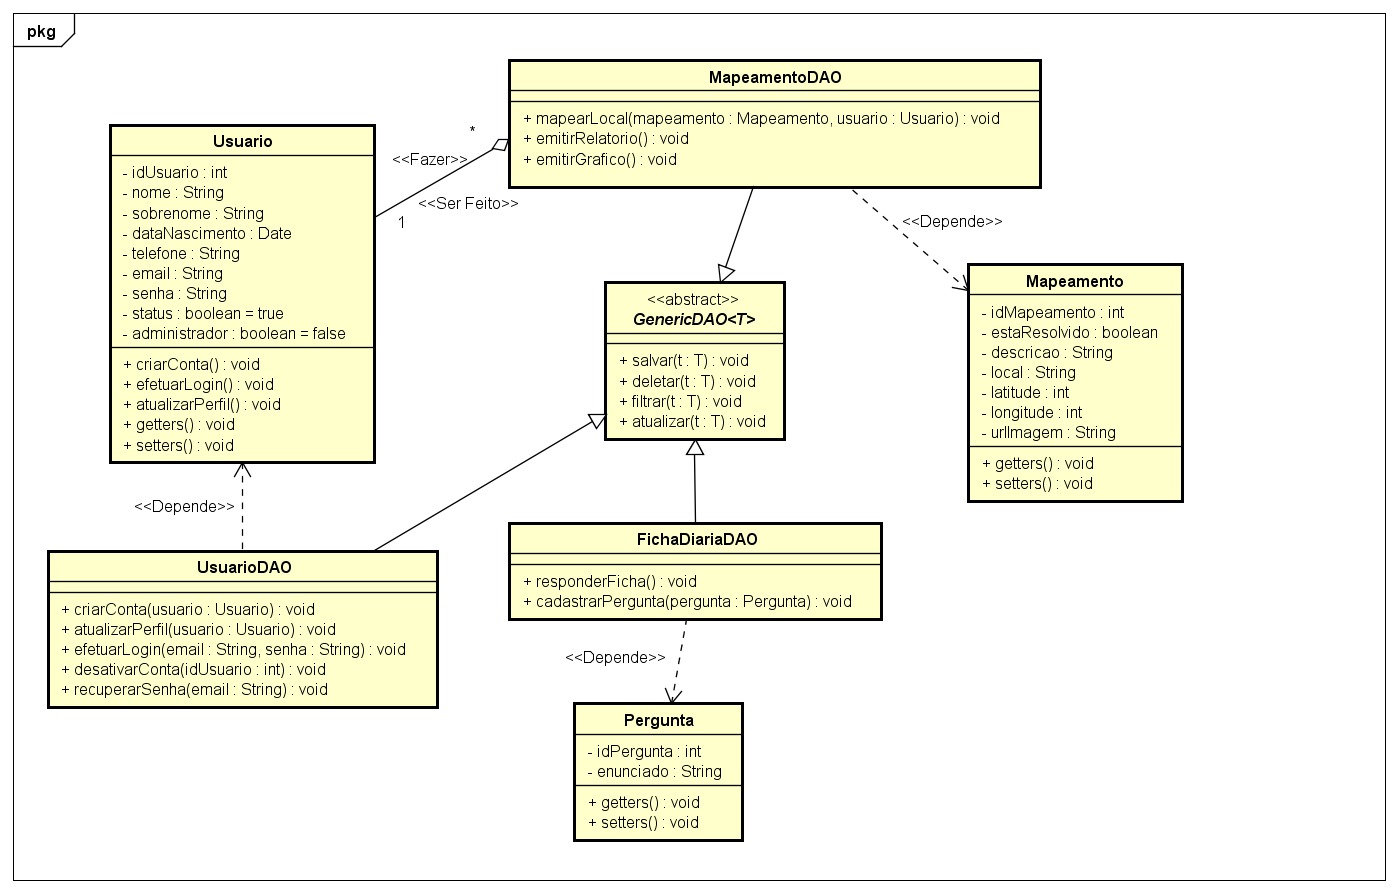 pkg
MapeamentoDAO
+ mapearLocal(mapeamento : Mapeamento, usuario : Usuario) : void
+ emitirRelatorio() : void
+ emitirGrafico() : void
Usuario
- idUsuario : int
- nome : String
- sobrenome : String
- dataNascimento : Date
- telefone : String
- email : String
- senha : String
- status : boolean = true
- administrador : boolean = false
+ criarConta() : void
+ efetuarLogin() : void
+ atualizarPerfil() : void
+ getters() : void
+ setters() : void
*
<<Fazer>>
<<Ser Feito>>
1
<<Depende>>
<<abstract>>
GenericDAO<T>
+ salvar(t : T) : void
+ deletar(t : T) : void
+ filtrar(t : T) : void
+ atualizar(t : T) : void
Mapeamento
- idMapeamento : int
- estaResolvido : boolean
- descricao : String
- local : String
- latitude : int
- longitude : int
- urlImagem : String
+ getters() : void
+ setters() : void
<<Depende>>
UsuarioDAO
+ criarConta(usuario : Usuario) : void
+ atualizarPerfil(usuario : Usuario) : void
+ efetuarLogin(email : String, senha : String) : void
+ desativarConta(idUsuario : int) : void
+ recuperarSenha(email : String) : void
FichaDiariaDAO
+ responderFicha() : void
+ cadastrarPergunta(pergunta : Pergunta) : void
<<Depende>>
Pergunta
- idPergunta : int
- enunciado : String
+ getters() : void
+ setters() : void